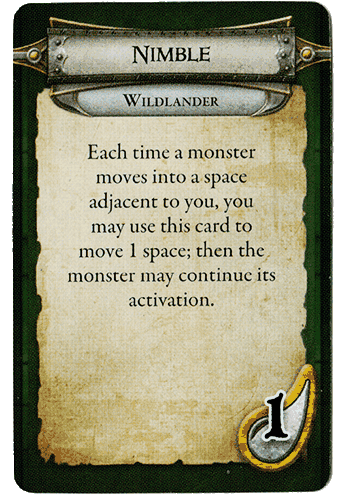 Nimble
Wildlander
Each time a monster
moves into a space
adjacent to you, you
may use this card to
move 1 space; then the
monster may continue its
activation.
1